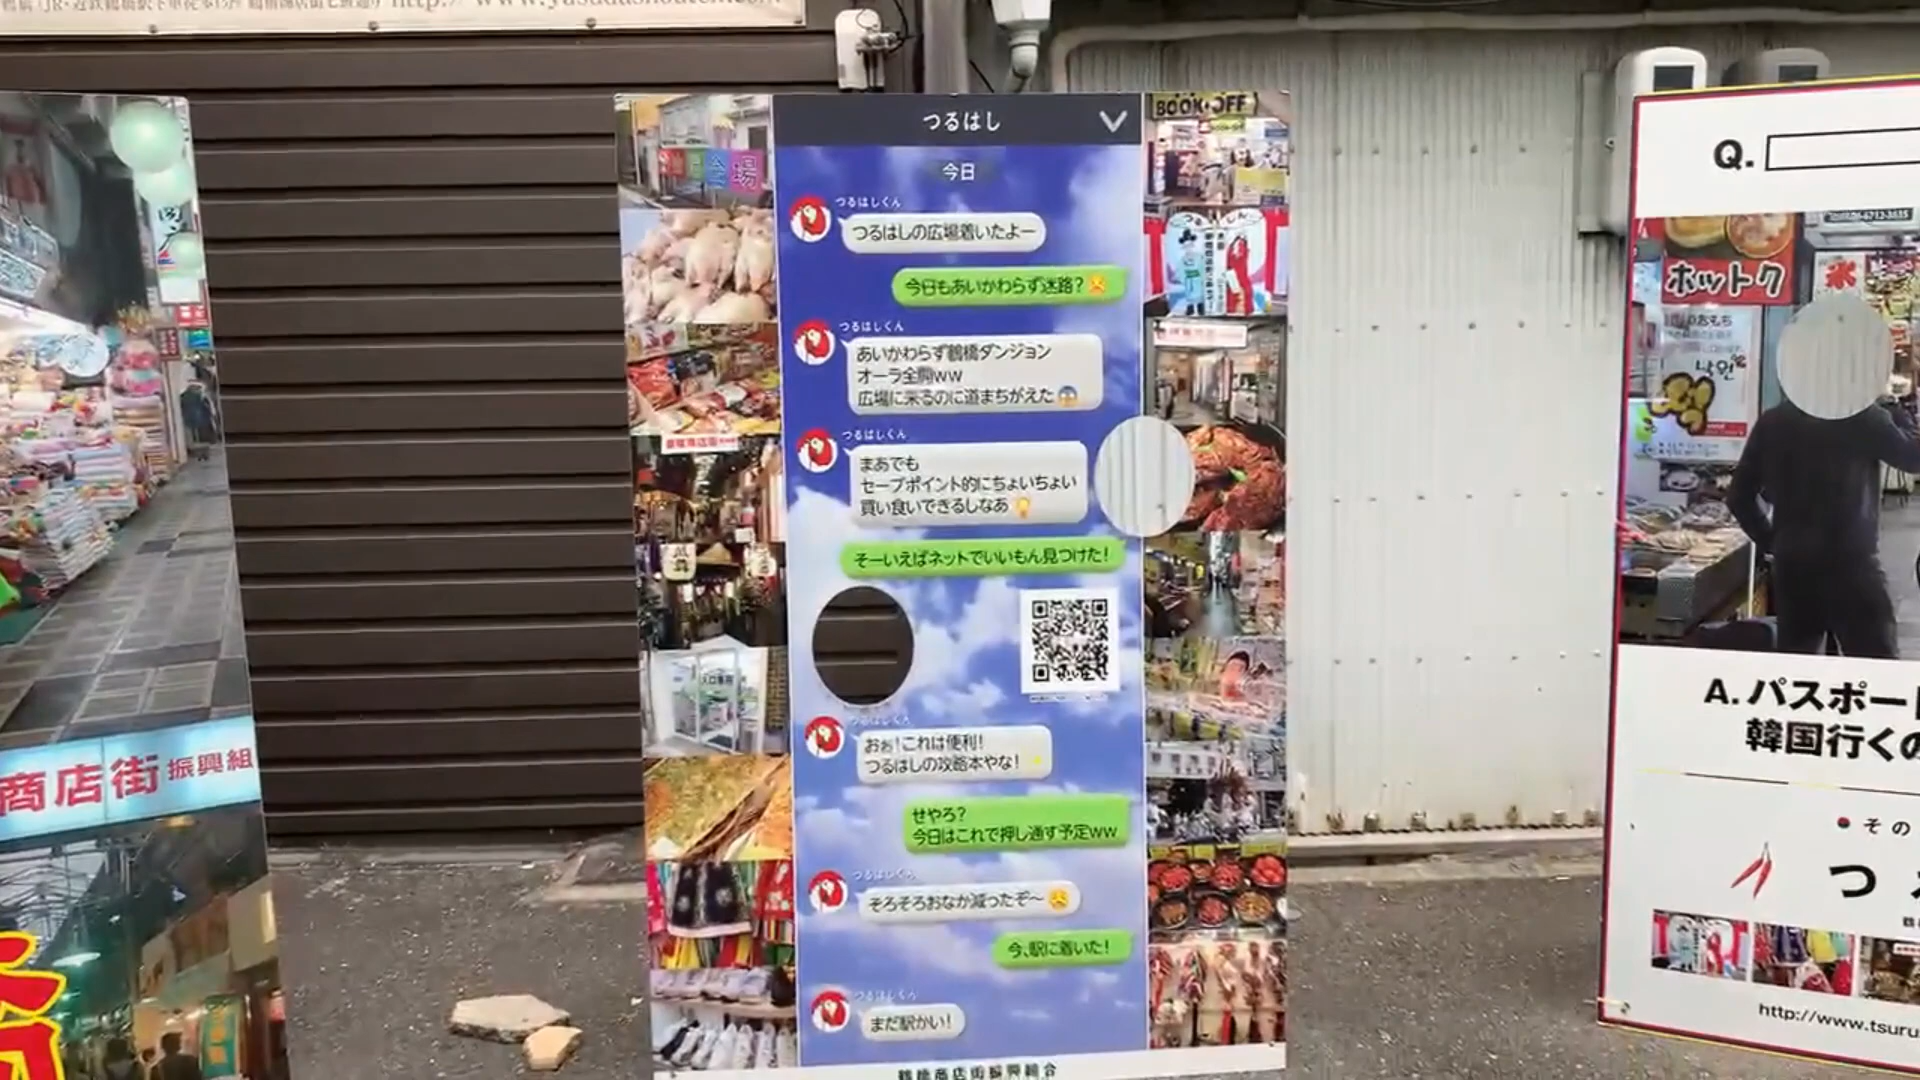 http://www.yasudashouten.com
商店街振興組
つるはし
今日
つるはしくん
つるはしの広場着いたよー
今日もあいかわらず迷路?
つるはしくん
あいかわらず鶴橋ダンジョン
オーラ全開ww
広場に来るのに道まちがえた
つるはしくん
まあでも
セーブポイント的にちょいちょい
買い食いできるしなあ
そーいえばネットでいいもん見つけた!
つるはしくん
おぉ!これは便利!
つるはしの攻略本やな!
せやろ?
今日はこれで押し通す予定ww
つるはしくん
そろそろおなか減ったぞ〜
今、駅に着いた!
つるはしくん
まだ駅かい!
鶴橋商店街振興組合
BOOK・OFF
会場
Q.
ホットク
氷
おもち
A.パスポー
韓国行くの
その
つ
http://www.tsuru